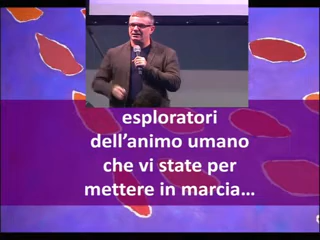 esploratori
dell’animo umano
che vi state per
mettere in marcia…